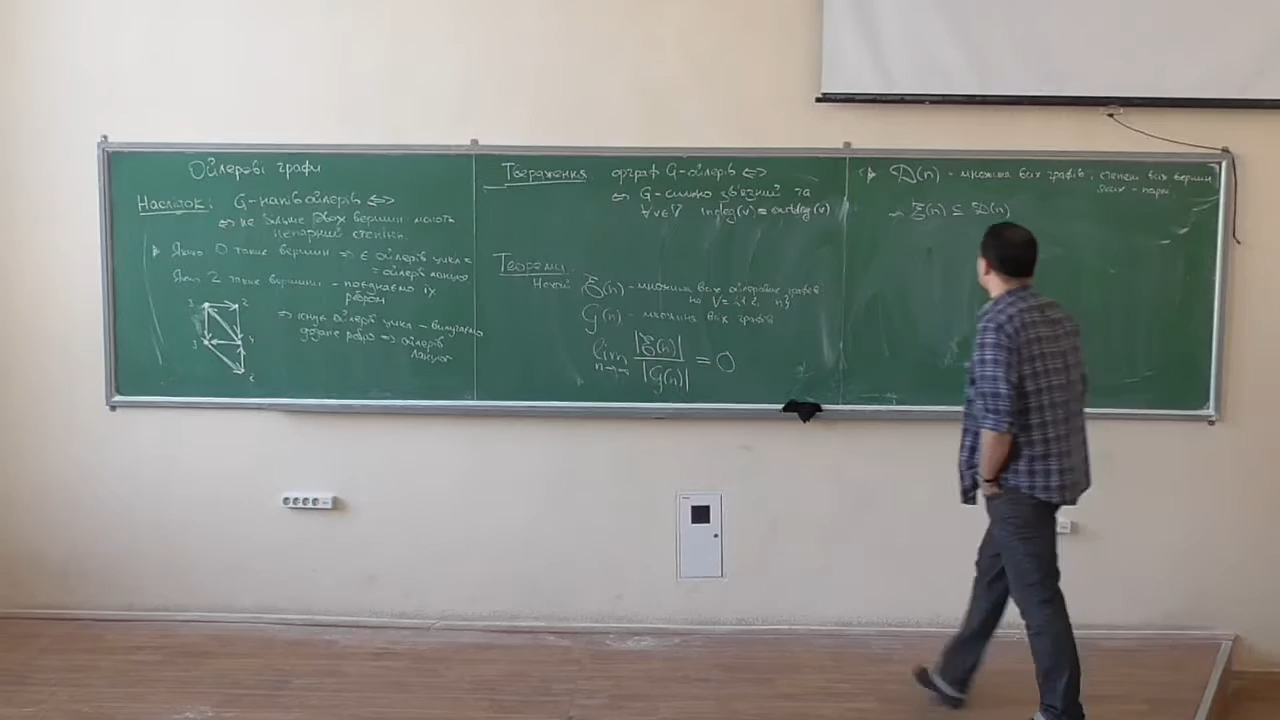 Ойлерові графи
Наслідок: G-напівойлерів <=>
<=> не більше двох вершин мають
непарний степінь.
Якщо 0 таких вершин => є ойлерів цикл =
= ойлерів ланцюг
Якщо 2 такі вершини - поєднаємо їх
ребром
=> існує ойлерів цикл - вилучаємо
додане ребро => ойлерів
ланцюг
Твердження орграф G-ойлерів <=>
<=> G-сильно зв'язний та
∀v∈V indeg(v) = outdeg(v)
Теорема.
Нехай ℰ(n) - множина всіх ойлерових графів
на V={1,2, n}
G(n) - множина всіх графів
lim n→∞ |ℰ(n)| / |G(n)| = 0
D(n) - множина всіх графів, степені всіх вершин
яких - парні.
ℰ(n) ⊆ D(n)